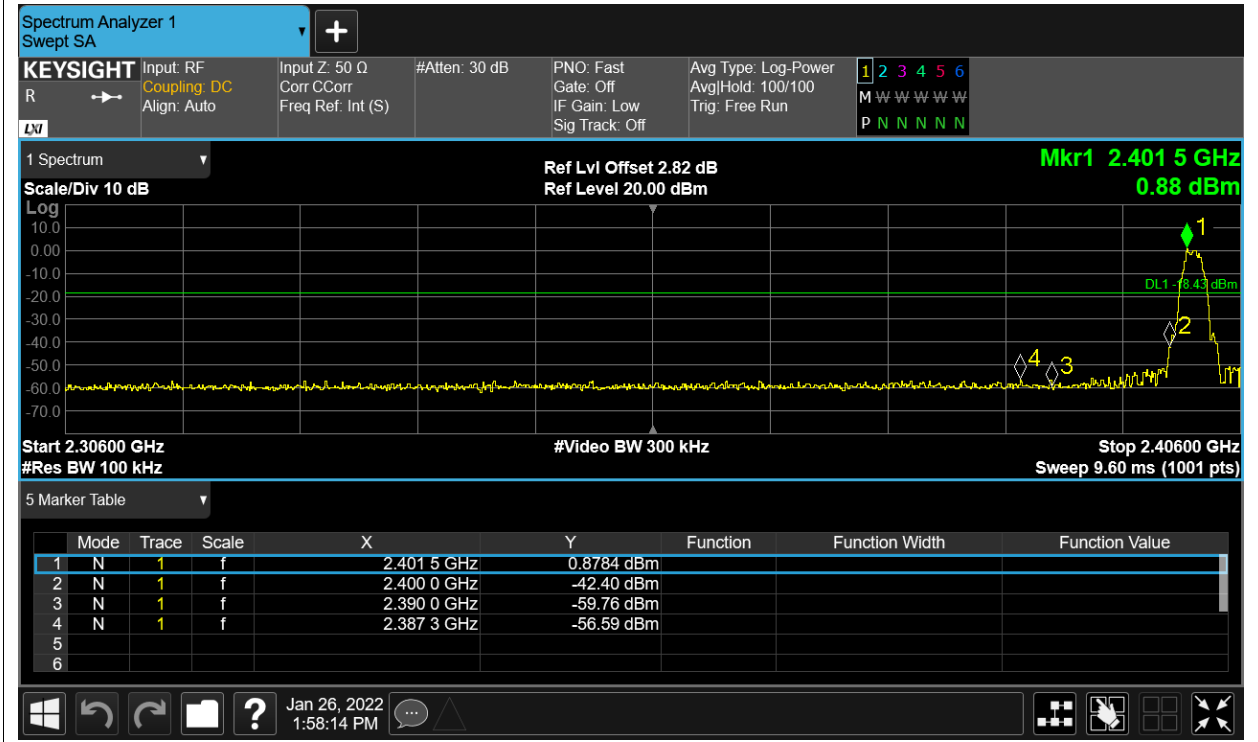 Spectrum Analyzer 1
Swept SA
KEYSIGHT
R
LXI
Input: RF
Coupling: DC
Align: Auto
Input Z: 50 Ω
Corr CCorr
Freq Ref: Int (S)
#Atten: 30 dB
PNO: Fast
Gate: Off
IF Gain: Low
Sig Track: Off
Avg Type: Log-Power
Avg|Hold: 100/100
Trig: Free Run
1 2 3 4 5 6
M W W W W W
P N N N N N
1 Spectrum
Scale/Div 10 dB
Ref Lvl Offset 2.82 dB
Ref Level 20.00 dBm
Mkr1 2.401 5 GHz
0.88 dBm
Log
10.0
0.00
-10.0
-20.0
-30.0
-40.0
-50.0
-60.0
-70.0
1
DL1 -18.43 dBm
2
4
3
Start 2.30600 GHz
#Res BW 100 kHz
#Video BW 300 kHz
Stop 2.40600 GHz
Sweep 9.60 ms (1001 pts)
5 Marker Table
Mode Trace Scale X Y Function Function Width Function Value
1 N 1 f 2.401 5 GHz 0.8784 dBm
2 N 1 f 2.400 0 GHz -42.40 dBm
3 N 1 f 2.390 0 GHz -59.76 dBm
4 N 1 f 2.387 3 GHz -56.59 dBm
5
6
?
Jan 26, 2022
1:58:14 PM